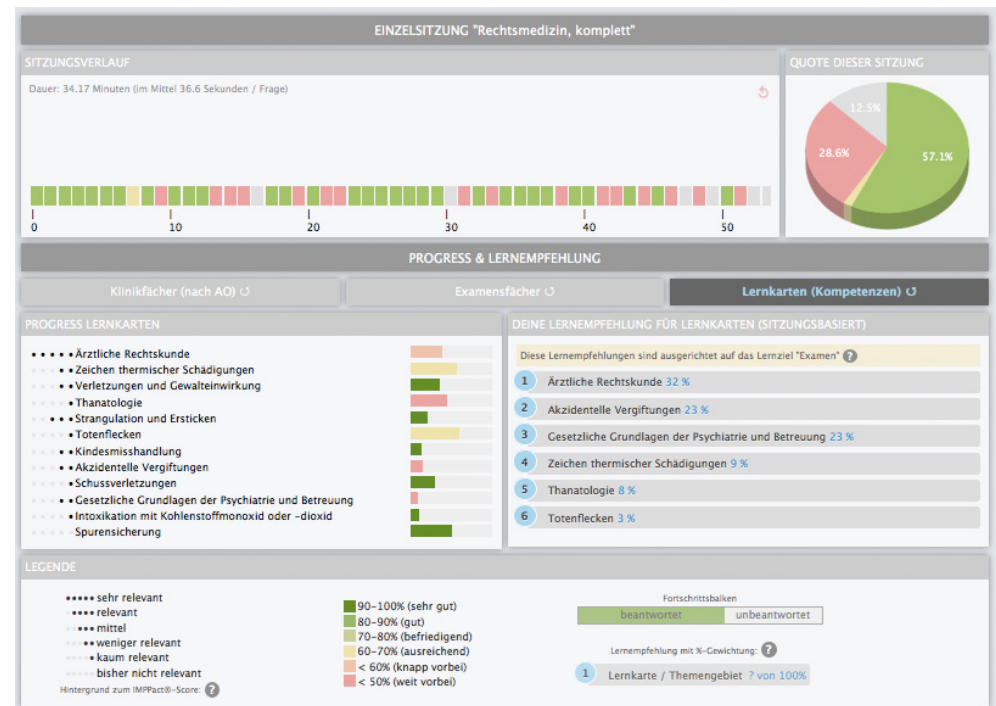 EINZELSITZUNG "Rechtsmedizin, komplett"
SITZUNGSVERLAUF
QUOTE DIESER SITZUNG
Dauer: 34.17 Minuten (im Mittel 36.6 Sekunden / Frage)
12.5%
28.6%
57.1%
0 10 20 30 40 50
PROGRESS & LERNEMPFEHLUNG
Klinikfächer (nach AO)
Examensfächer
Lernkarten (Kompetenzen)
PROGRESS LERNKARTEN
Ärztliche Rechtskunde
Zeichen thermischer Schädigungen
Verletzungen und Gewalteinwirkung
Thanatologie
Strangulation und Ersticken
Totenflecken
Kindesmisshandlung
Akzidentelle Vergiftungen
Schussverletzungen
Gesetzliche Grundlagen der Psychiatrie und Betreuung
Intoxikation mit Kohlenstoffmonoxid oder -dioxid
Spurensicherung
DEINE LERNEMPFEHLUNG FÜR LERNKARTEN (SITZUNGSBASIERT)
Diese Lernempfehlungen sind ausgerichtet auf das Lernziel "Examen" ?
1 Ärztliche Rechtskunde 32 %
2 Akzidentelle Vergiftungen 23 %
3 Gesetzliche Grundlagen der Psychiatrie und Betreuung 23 %
4 Zeichen thermischer Schädigungen 9 %
5 Thanatologie 8 %
6 Totenflecken 3 %
LEGENDE
sehr relevant
relevant
mittel
weniger relevant
kaum relevant
bisher nicht relevant
Hintergrund zum IMPPact®-Score: ?
90-100% (sehr gut)
80-90% (gut)
70-80% (befriedigend)
60-70% (ausreichend)
< 60% (knapp vorbei)
< 50% (weit vorbei)
Fortschrittsbalken
beantwortet unbeantwortet
Lernempfehlung mit %-Gewichtung: ?
1 Lernkarte / Themengebiet ? von 100%